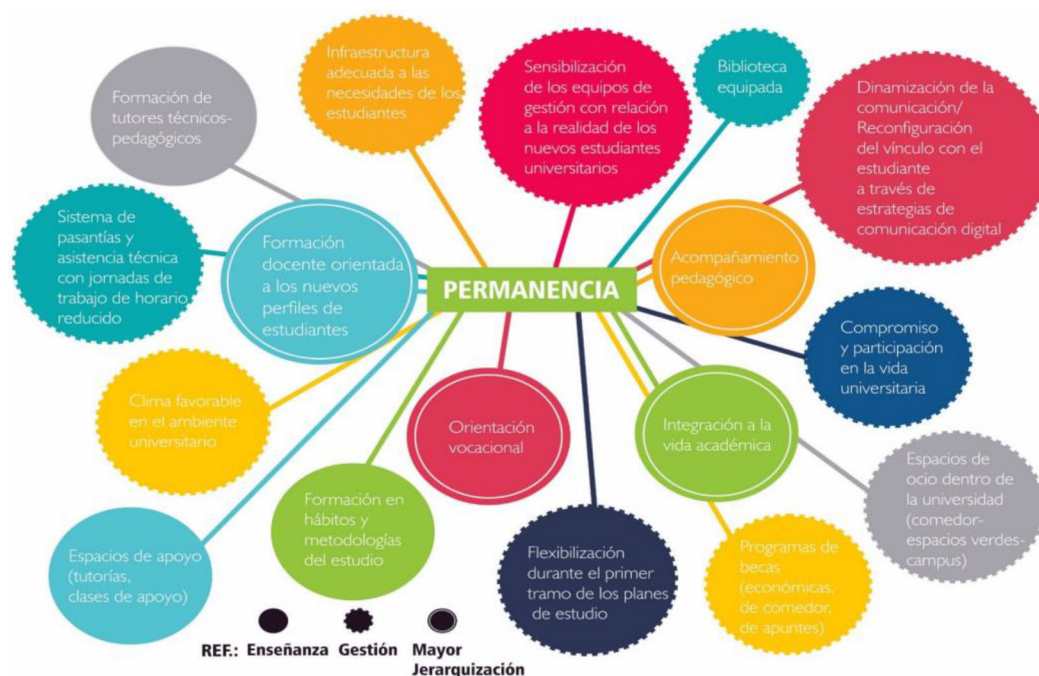 Infraestructura
adecuada a las
necesidades de los
estudiantes
Sensibilización
de los equipos de
gestión con relación
a la realidad de los
nuevos estudiantes
universitarios
Biblioteca
equipada
Dinamización de la
comunicación/
Reconfiguración
del vínculo con el
estudiante
a través de
estrategias de
comunicación digital
Formación de
tutores técnicos-
pedagógicos
Sistema de
pasantías y
asistencia técnica
con jornadas de
trabajo de horario
reducido
Formación
docente orientada
a los nuevos
perfiles de
estudiantes
PERMANENCIA
Acompañamiento
pedagógico
Compromiso
y participación
en la vida
universitaria
Clima favorable
en el ambiente
universitario
Orientación
vocacional
Integración a la
vida académica
Espacios de
ocio dentro de
la universidad
(comedor-
espacios verdes-
campus)
Espacios de apoyo
(tutorías,
clases de apoyo)
Formación en
hábitos y
metodologías
del estudio
Flexibilización
durante el primer
tramo de los planes
de estudio
Programas de
becas
(económicas,
de comedor,
de apuntes)
REF.: Enseñanza Gestión Mayor
Jerarquización